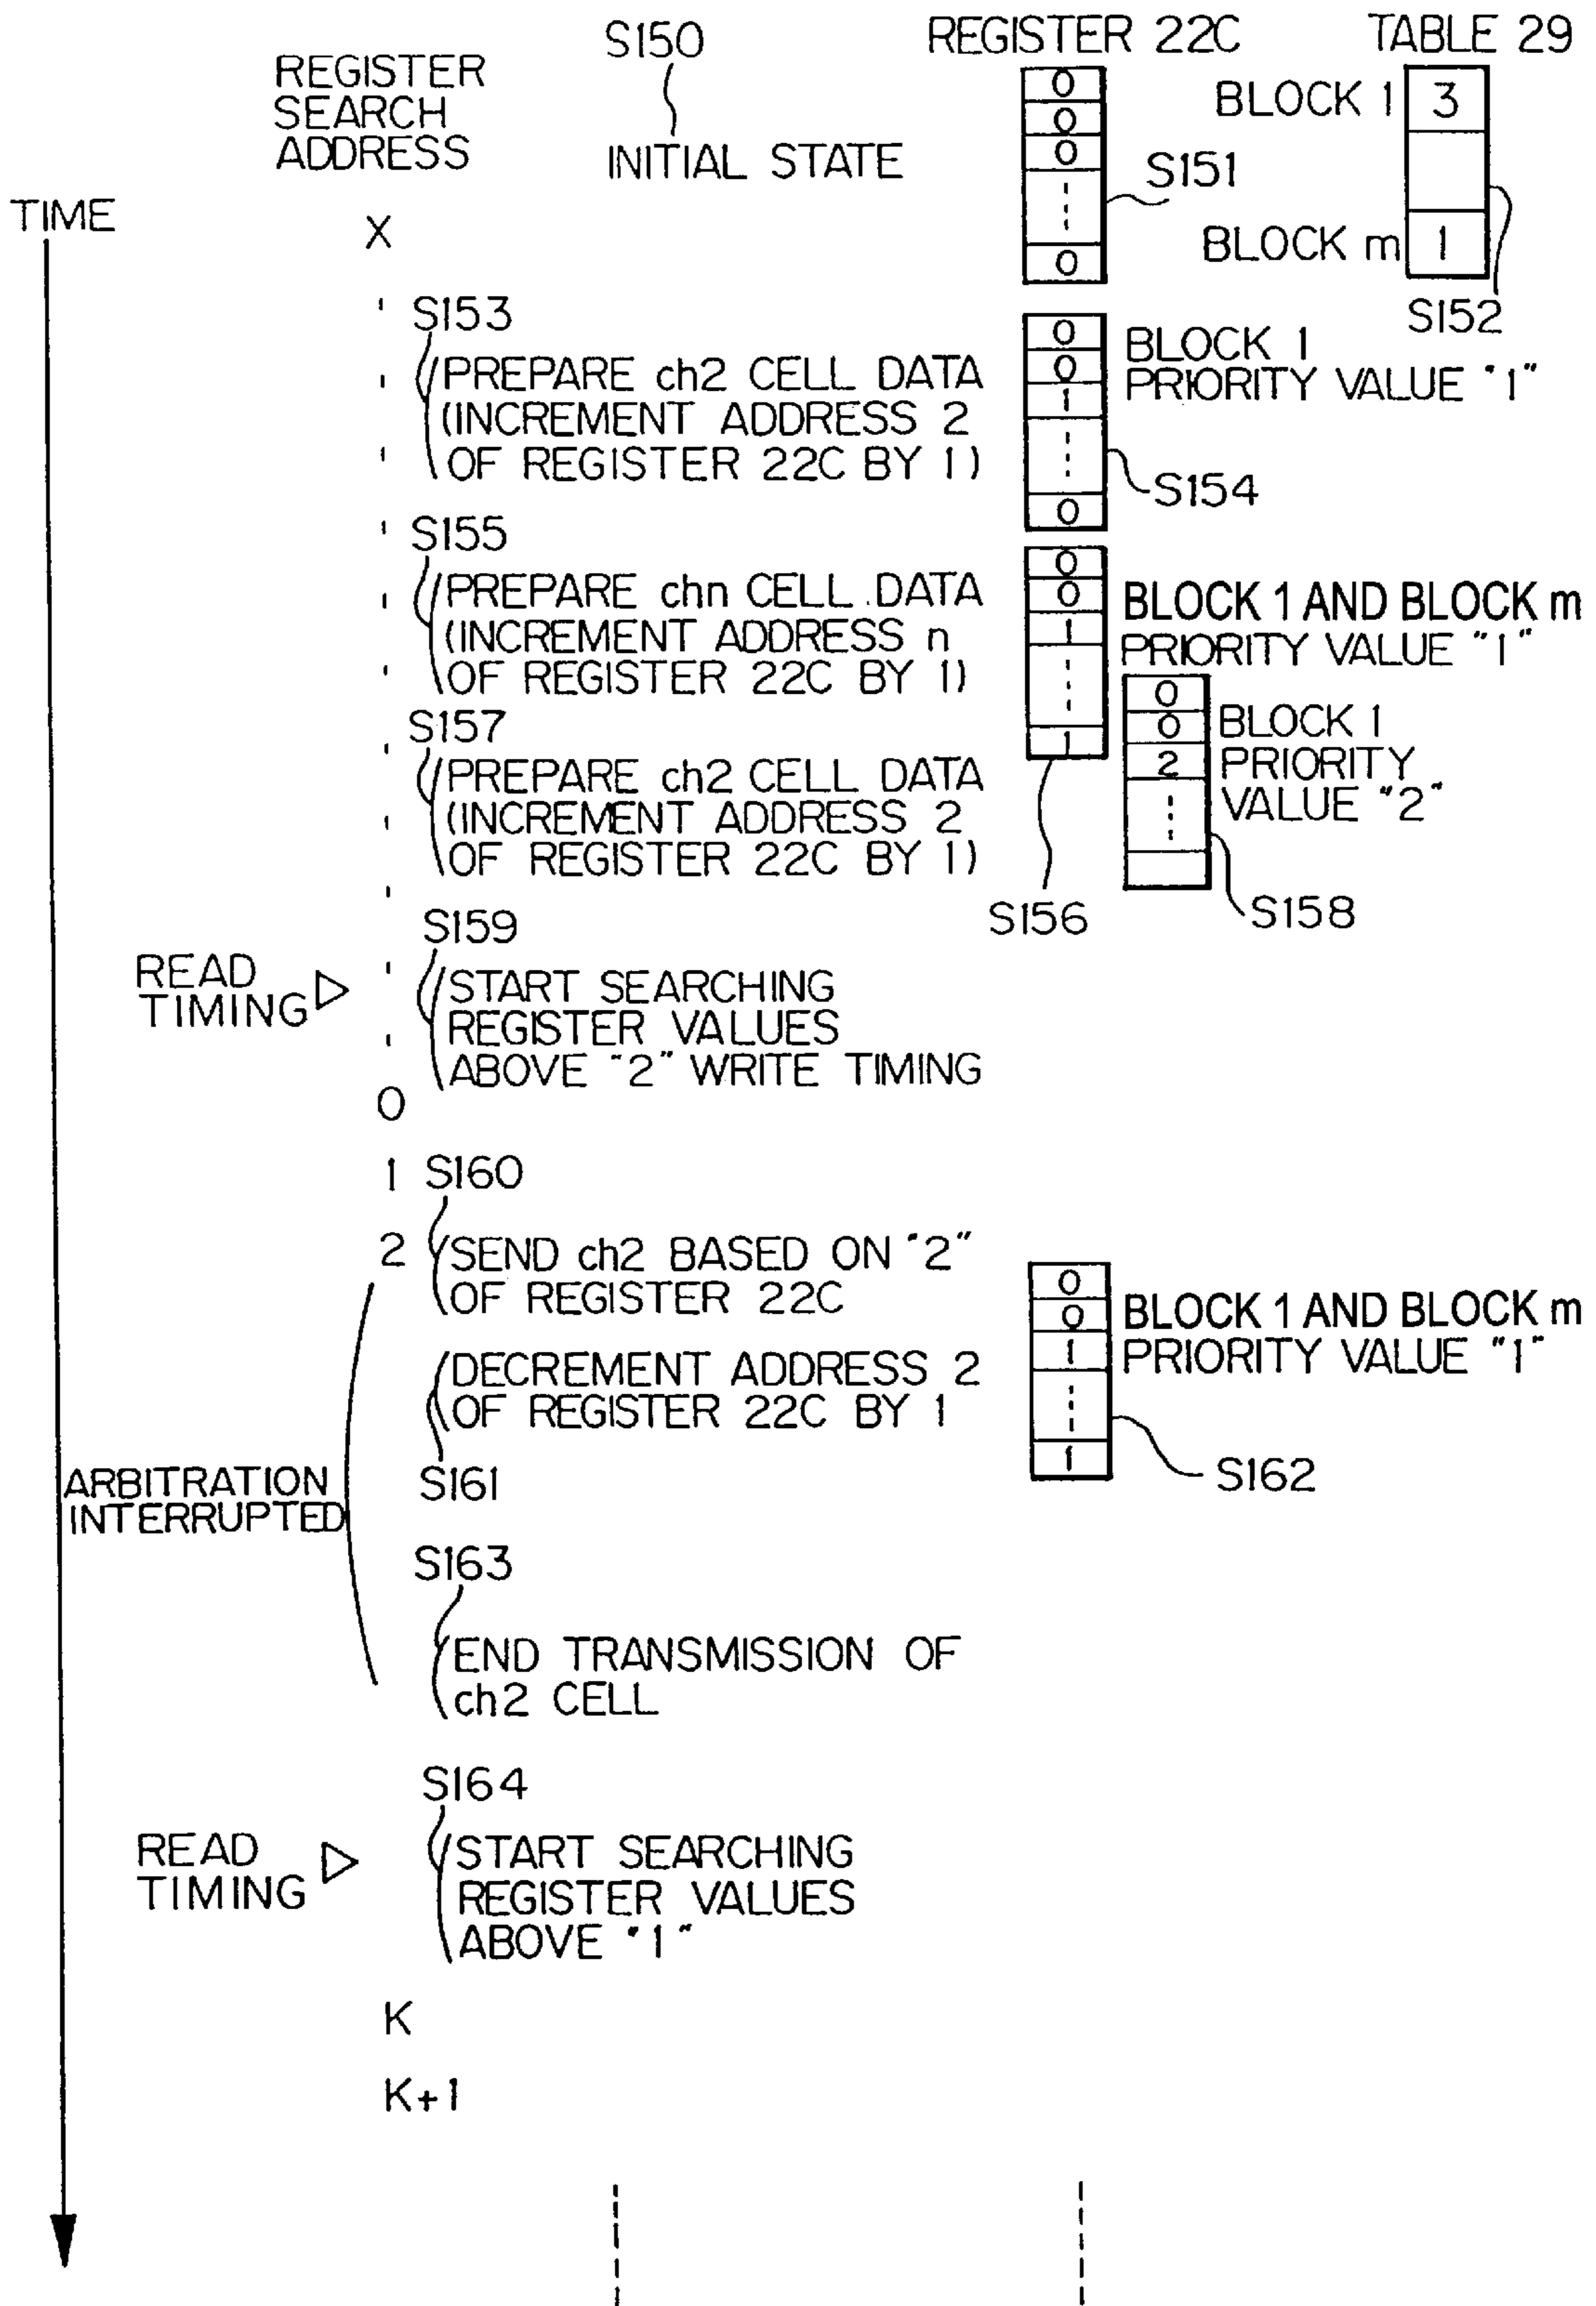 REGISTER
SEARCH
ADDRESS
S150
INITIAL STATE
REGISTER 22C
TABLE 29
0
0
0
0
S151
BLOCK 1
3
BLOCK m
1
S152
TIME
X
S153
PREPARE ch2 CELL DATA
(INCREMENT ADDRESS 2
OF REGISTER 22C BY 1)
0
0
1
0
BLOCK 1
PRIORITY VALUE "1"
S154
S155
PREPARE chn CELL DATA
(INCREMENT ADDRESS n
OF REGISTER 22C BY 1)
0
0
1
1
BLOCK 1 AND BLOCK m
PRIORITY VALUE "1"
S156
S157
PREPARE ch2 CELL DATA
(INCREMENT ADDRESS 2
OF REGISTER 22C BY 1)
0
0
2
BLOCK 1
PRIORITY
VALUE "2"
S158
READ
TIMING
S159
START SEARCHING
REGISTER VALUES
ABOVE "2" WRITE TIMING
0
1
S160
2
SEND ch2 BASED ON "2"
OF REGISTER 22C
DECREMENT ADDRESS 2
OF REGISTER 22C BY 1
S161
0
0
1
1
BLOCK 1 AND BLOCK m
PRIORITY VALUE "1"
S162
ARBITRATION
INTERRUPTED
S163
END TRANSMISSION OF
ch2 CELL
READ
TIMING
S164
START SEARCHING
REGISTER VALUES
ABOVE "1"
K
K+1